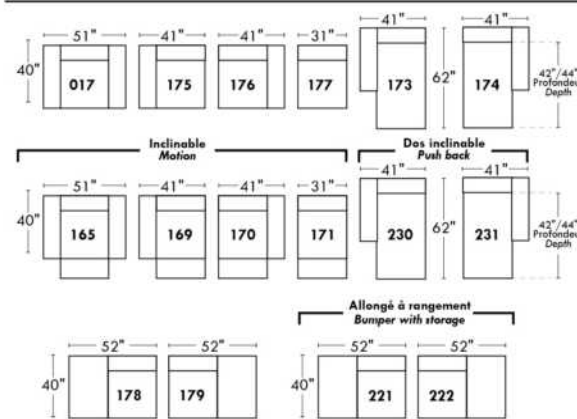 51" 41" 41" 31" 41" 41"
40" 017 175 176 177 173 62" 174 42"/44"
Profondeur
Depth
Inclinable
Motion
Dos inclinable
Push back
51" 41" 41" 31" 41" 41"
40" 165 169 170 171 230 62" 231 42"/44"
Profondeur
Depth
Allongé à rangement
Bumper with storage
52" 52" 52" 52"
40" 178 179 40" 221 222